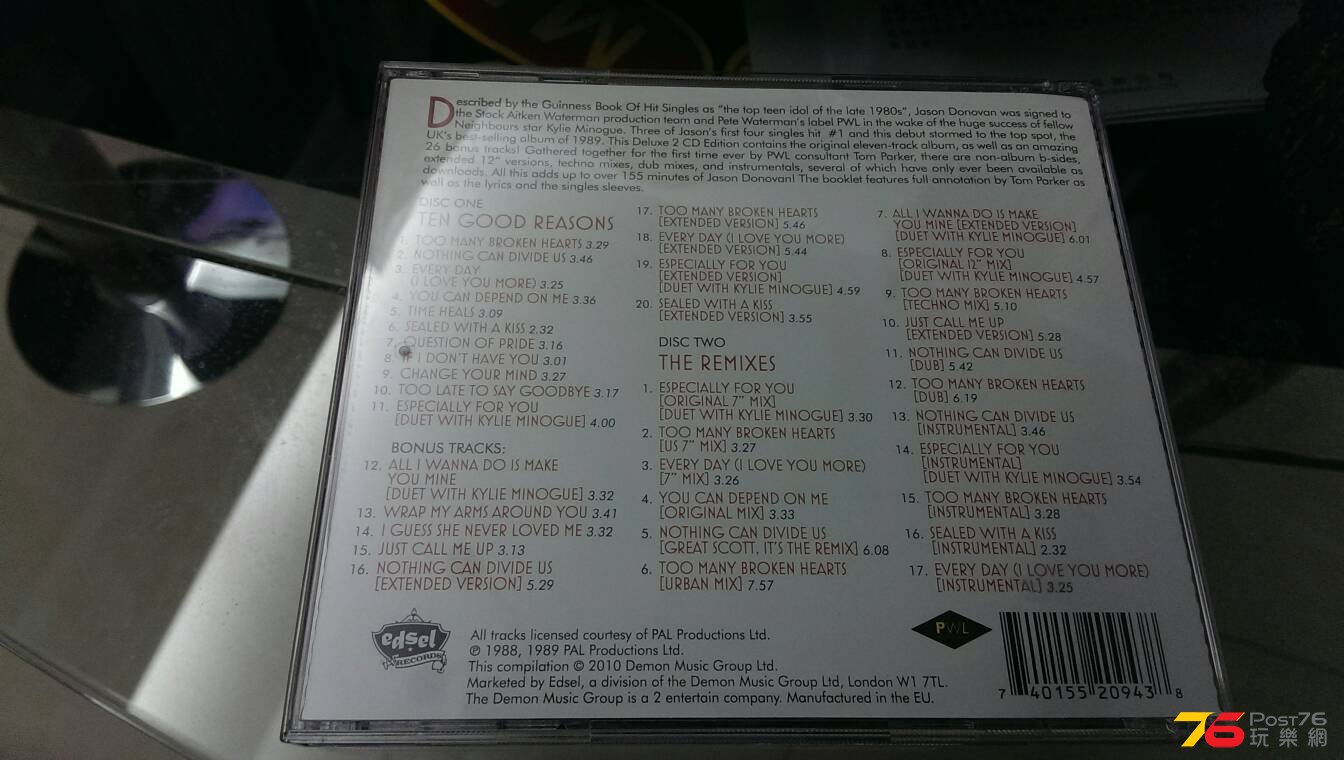 Described by the Guinness Book Of Hit Singles as "the top teen idol of the late 1980s", Jason Donovan was signed to
the Stock Aitken Waterman production team and Pete Waterman's label PWL in the wake of the huge success of fellow
Neighbours star Kylie Minogue. Three of Jason's first four singles hit #1 and this debut stormed to the top spot, the
UK's best-selling album of 1989. This Deluxe 2 CD Edition contains the original eleven-track album, as well as an amazing
26 bonus tracks! Gathered together for the first time ever by PWL consultant Tom Parker, there are non-album b-sides,
extended 12" versions, techno mixes, dub mixes, and instrumentals, several of which have only ever been available as
downloads. All this adds up to over 155 minutes of Jason Donovan! The booklet features full annotation by Tom Parker as
well as the lyrics and the singles sleeves.
DISC ONE
TEN GOOD REASONS
1. TOO MANY BROKEN HEARTS 3.29
2. NOTHING CAN DIVIDE US 3.46
3. EVERY DAY
(I LOVE YOU MORE) 3.25
4. YOU CAN DEPEND ON ME 3.36
5. TIME HEALS 3.09
6. SEALED WITH A KISS 2.32
7. QUESTION OF PRIDE 3.16
8. IF I DON'T HAVE YOU 3.01
9. CHANGE YOUR MIND 3.27
10. TOO LATE TO SAY GOODBYE 3.17
11. ESPECIALLY FOR YOU
[DUET WITH KYLIE MINOGUE] 4.00
BONUS TRACKS:
12. ALL I WANNA DO IS MAKE
YOU MINE
[DUET WITH KYLIE MINOGUE] 3.32
13. WRAP MY ARMS AROUND YOU 3.41
14. I GUESS SHE NEVER LOVED ME 3.32
15. JUST CALL ME UP 3.13
16. NOTHING CAN DIVIDE US
[EXTENDED VERSION] 5.29
17. TOO MANY BROKEN HEARTS
[EXTENDED VERSION] 5.46
18. EVERY DAY (I LOVE YOU MORE)
[EXTENDED VERSION] 5.44
19. ESPECIALLY FOR YOU
[EXTENDED VERSION]
[DUET WITH KYLIE MINOGUE] 4.59
20. SEALED WITH A KISS
[EXTENDED VERSION] 3.55
DISC TWO
THE REMIXES
1. ESPECIALLY FOR YOU
[ORIGINAL 7" MIX]
[DUET WITH KYLIE MINOGUE] 3.30
2. TOO MANY BROKEN HEARTS
[US 7" MIX] 3.27
3. EVERY DAY (I LOVE YOU MORE)
[7" MIX] 3.26
4. YOU CAN DEPEND ON ME
[ORIGINAL MIX] 3.33
5. NOTHING CAN DIVIDE US
[GREAT SCOTT, IT'S THE REMIX] 6.08
6. TOO MANY BROKEN HEARTS
[URBAN MIX] 7.57
7. ALL I WANNA DO IS MAKE
YOU MINE [EXTENDED VERSION]
[DUET WITH KYLIE MINOGUE] 6.01
8. ESPECIALLY FOR YOU
[ORIGINAL 12" MIX]
[DUET WITH KYLIE MINOGUE] 4.57
9. TOO MANY BROKEN HEARTS
[TECHNO MIX] 5.10
10. JUST CALL ME UP
[EXTENDED VERSION] 5.28
11. NOTHING CAN DIVIDE US
[DUB] 5.42
12. TOO MANY BROKEN HEARTS
[DUB] 6.19
13. NOTHING CAN DIVIDE US
[INSTRUMENTAL] 3.46
14. ESPECIALLY FOR YOU
[INSTRUMENTAL]
[DUET WITH KYLIE MINOGUE] 3.54
15. TOO MANY BROKEN HEARTS
[INSTRUMENTAL] 3.28
16. SEALED WITH A KISS
[INSTRUMENTAL] 2.32
17. EVERY DAY (I LOVE YOU MORE)
[INSTRUMENTAL] 3.25
edsel
RECORDS
All tracks licensed courtesy of PAL Productions Ltd.
℗ 1988, 1989 PAL Productions Ltd.
This compilation © 2010 Demon Music Group Ltd.
Marketed by Edsel, a division of the Demon Music Group Ltd, London W1 7TL.
The Demon Music Group is a 2 entertain company. Manufactured in the EU.
PWL
7 40155 20943 8
76 POST76
玩樂網